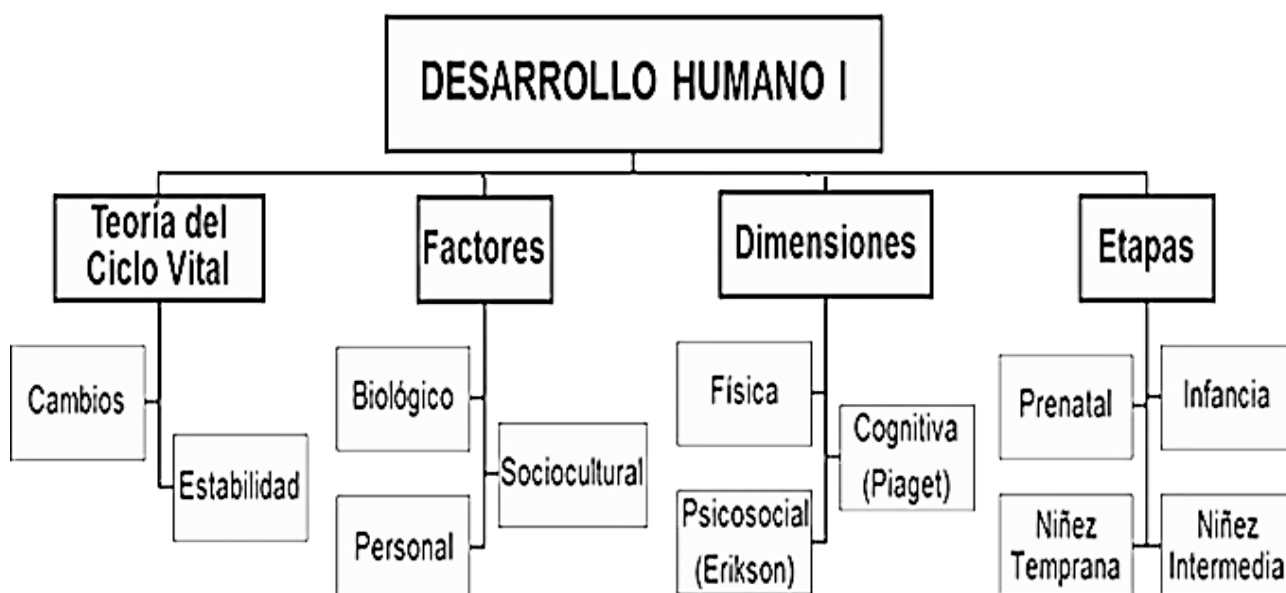 DESARROLLO HUMANO I
Teoría del
Ciclo Vital
Factores
Dimensiones
Etapas
Cambios
Estabilidad
Biológico
Sociocultural
Personal
Física
Cognitiva
(Piaget)
Psicosocial
(Erikson)
Prenatal
Infancia
Niñez
Temprana
Niñez
Intermedia